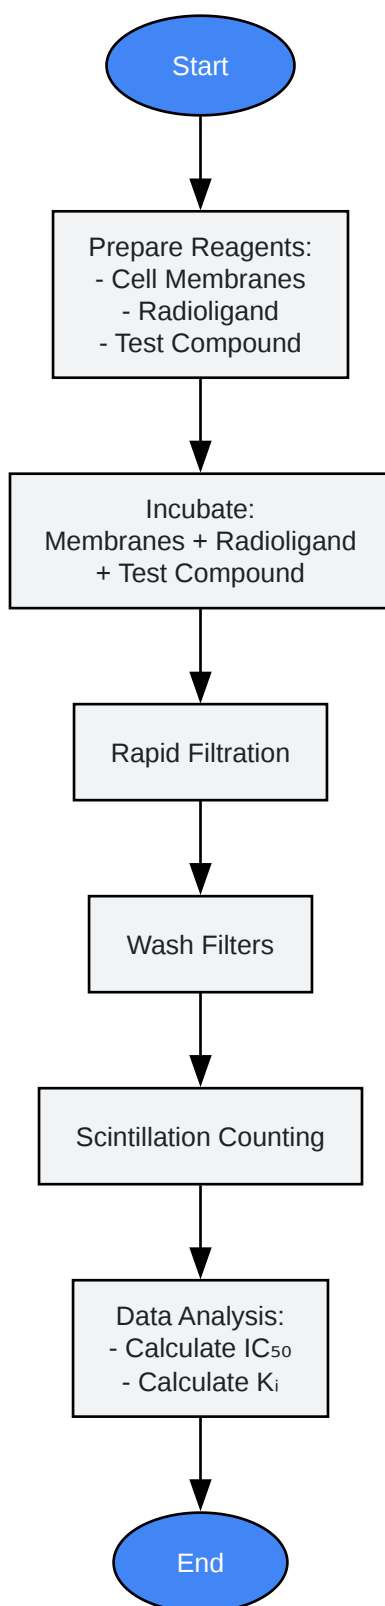 Start
Prepare Reagents:
- Cell Membranes
- Radioligand
- Test Compound
Incubate:
Membranes + Radioligand
+ Test Compound
Rapid Filtration
Wash Filters
Scintillation Counting
Data Analysis:
- Calculate IC₅₀
- Calculate Kᵢ
End